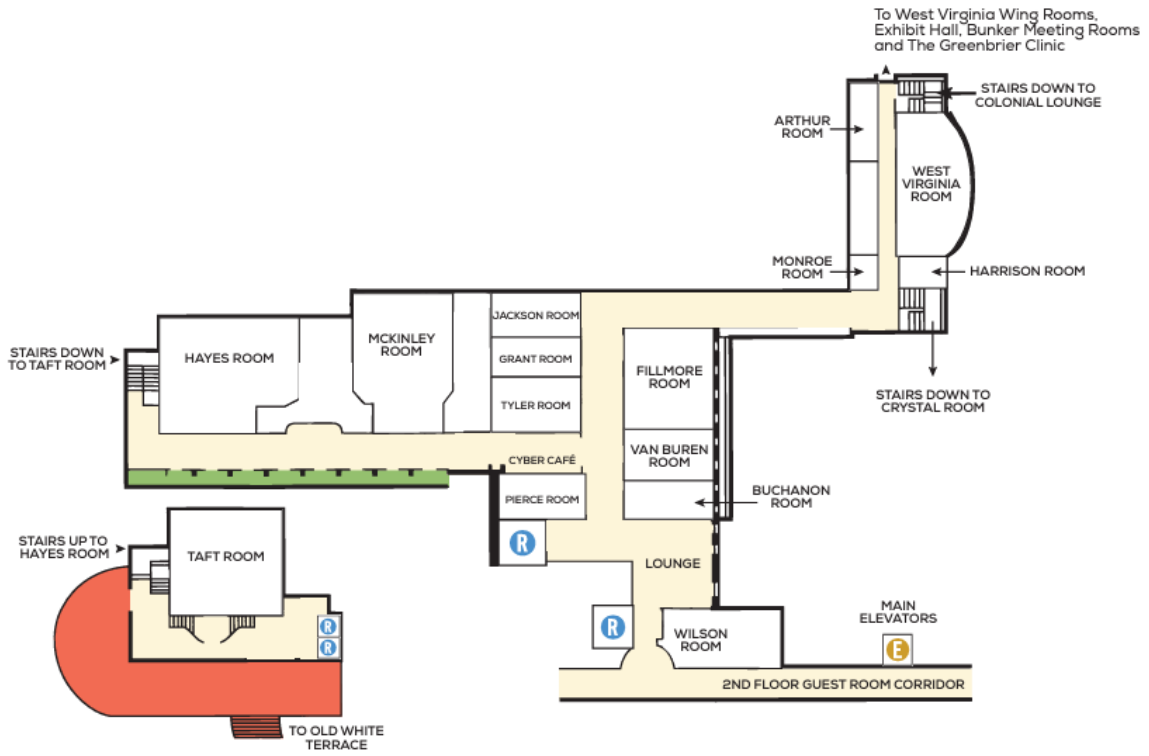 To West Virginia Wing Rooms,
Exhibit Hall, Bunker Meeting Rooms
and The Greenbrier Clinic
STAIRS DOWN TO
COLONIAL LOUNGE
ARTHUR
ROOM
WEST
VIRGINIA
ROOM
MONROE
ROOM
HARRISON ROOM
STAIRS DOWN TO
CRYSTAL ROOM
JACKSON ROOM
MCKINLEY
ROOM
GRANT ROOM
HAYES ROOM
STAIRS DOWN
TO TAFT ROOM
FILLMORE
ROOM
TYLER ROOM
VAN BUREN
ROOM
CYBER CAFÉ
PIERCE ROOM
BUCHANON
ROOM
R
STAIRS UP TO
HAYES ROOM
TAFT ROOM
LOUNGE
R
R
R
WILSON
ROOM
MAIN
ELEVATORS
E
2ND FLOOR GUEST ROOM CORRIDOR
TO OLD WHITE
TERRACE